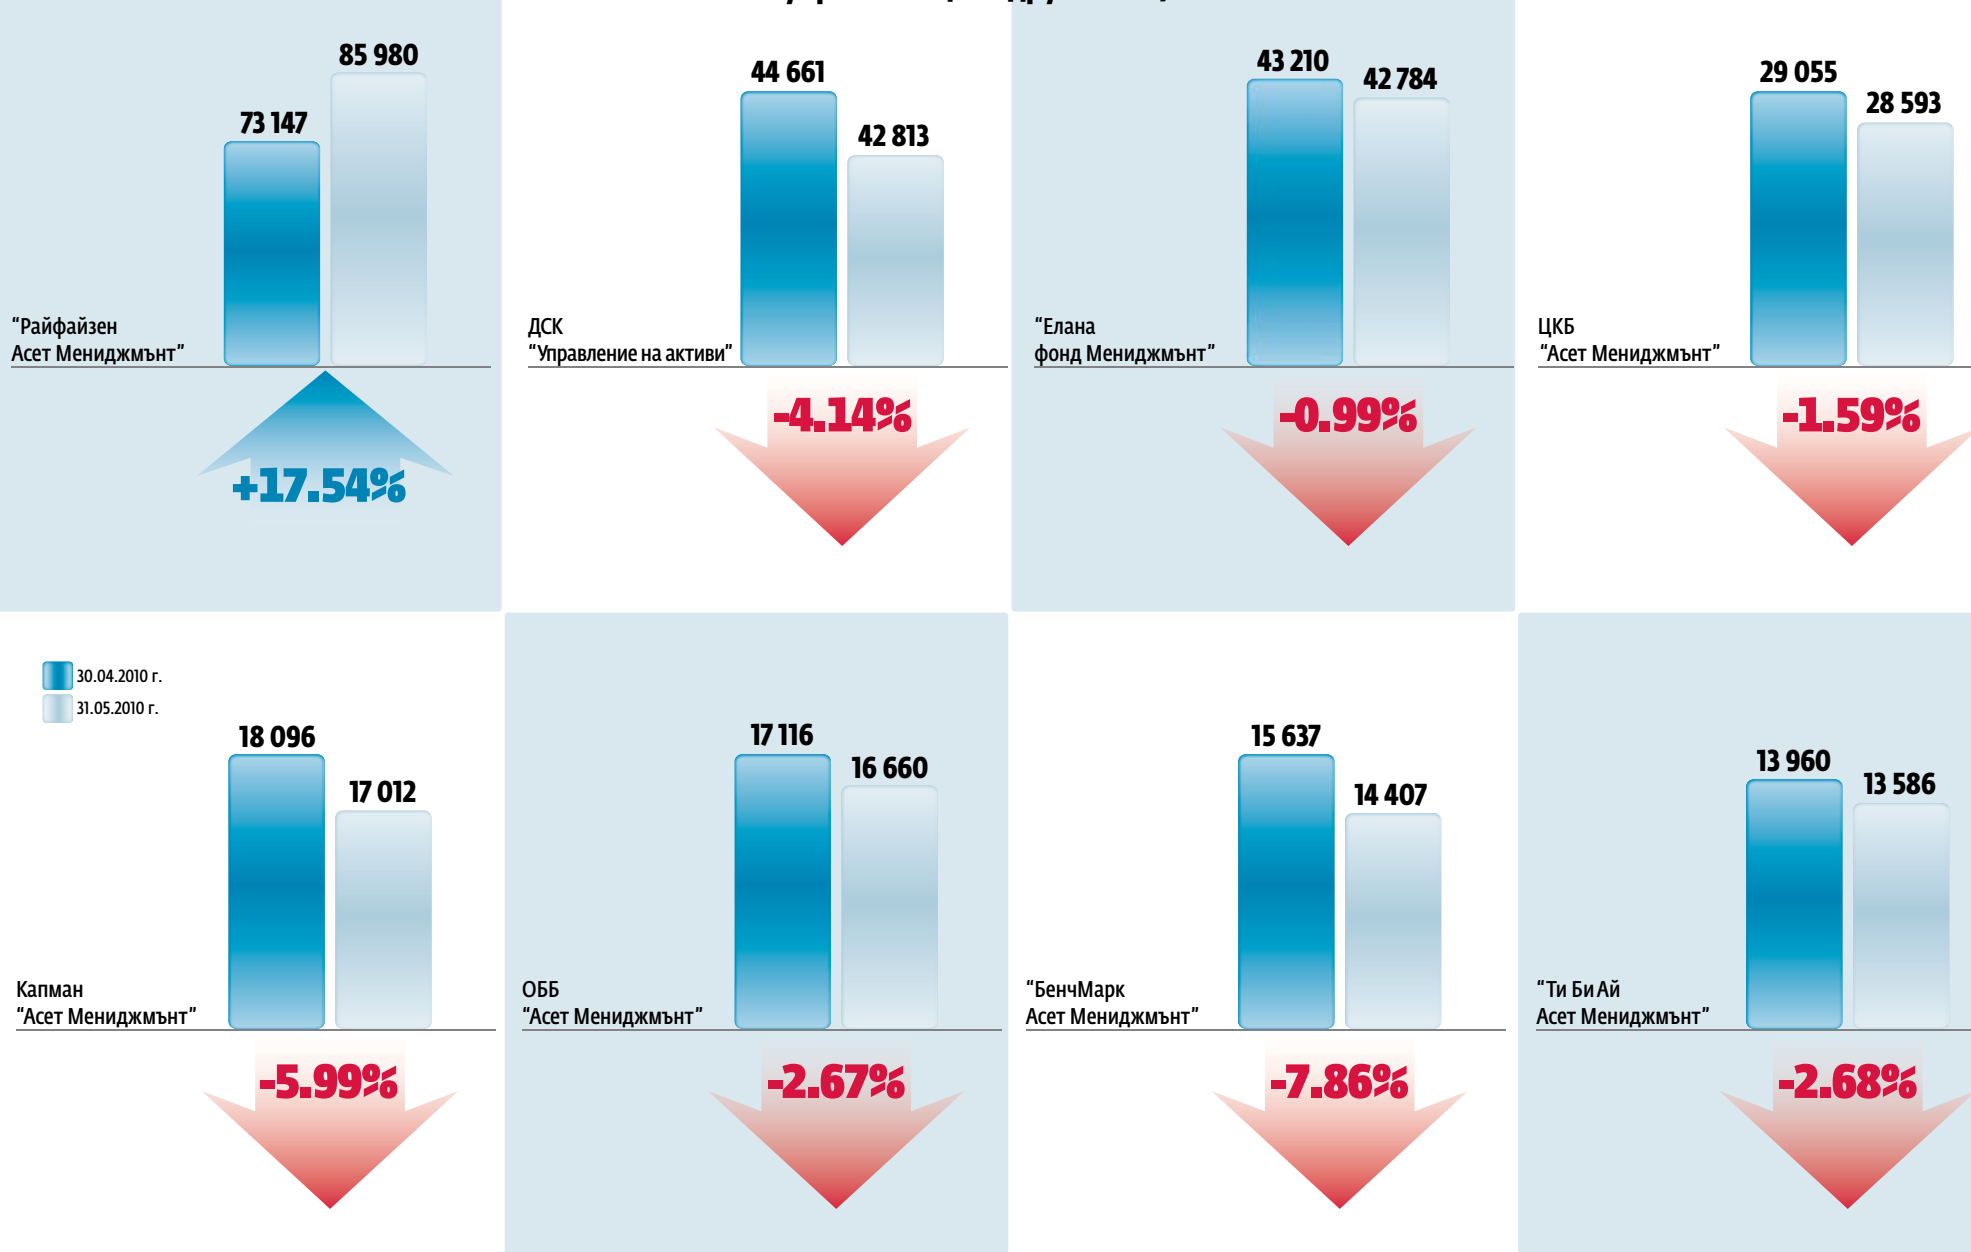 85 980
73 147
"Райфайзен
Асет Мениджмънт"
+17.54%
44 661
42 813
ДСК
"Управление на активи"
-4.14%
43 210
42 784
"Елана
фонд Мениджмънт"
-0.99%
29 055
28 593
ЦКБ
"Асет Мениджмънт"
-1.59%
30.04.2010 г.
31.05.2010 г.
18 096
17 012
Капман
"Асет Мениджмънт"
-5.99%
17 116
16 660
ОББ
"Асет Мениджмънт"
-2.67%
15 637
14 407
"БенчМарк
Асет Мениджмънт"
-7.86%
13 960
13 586
"Ти Би Ай
Асет Мениджмънт"
-2.68%